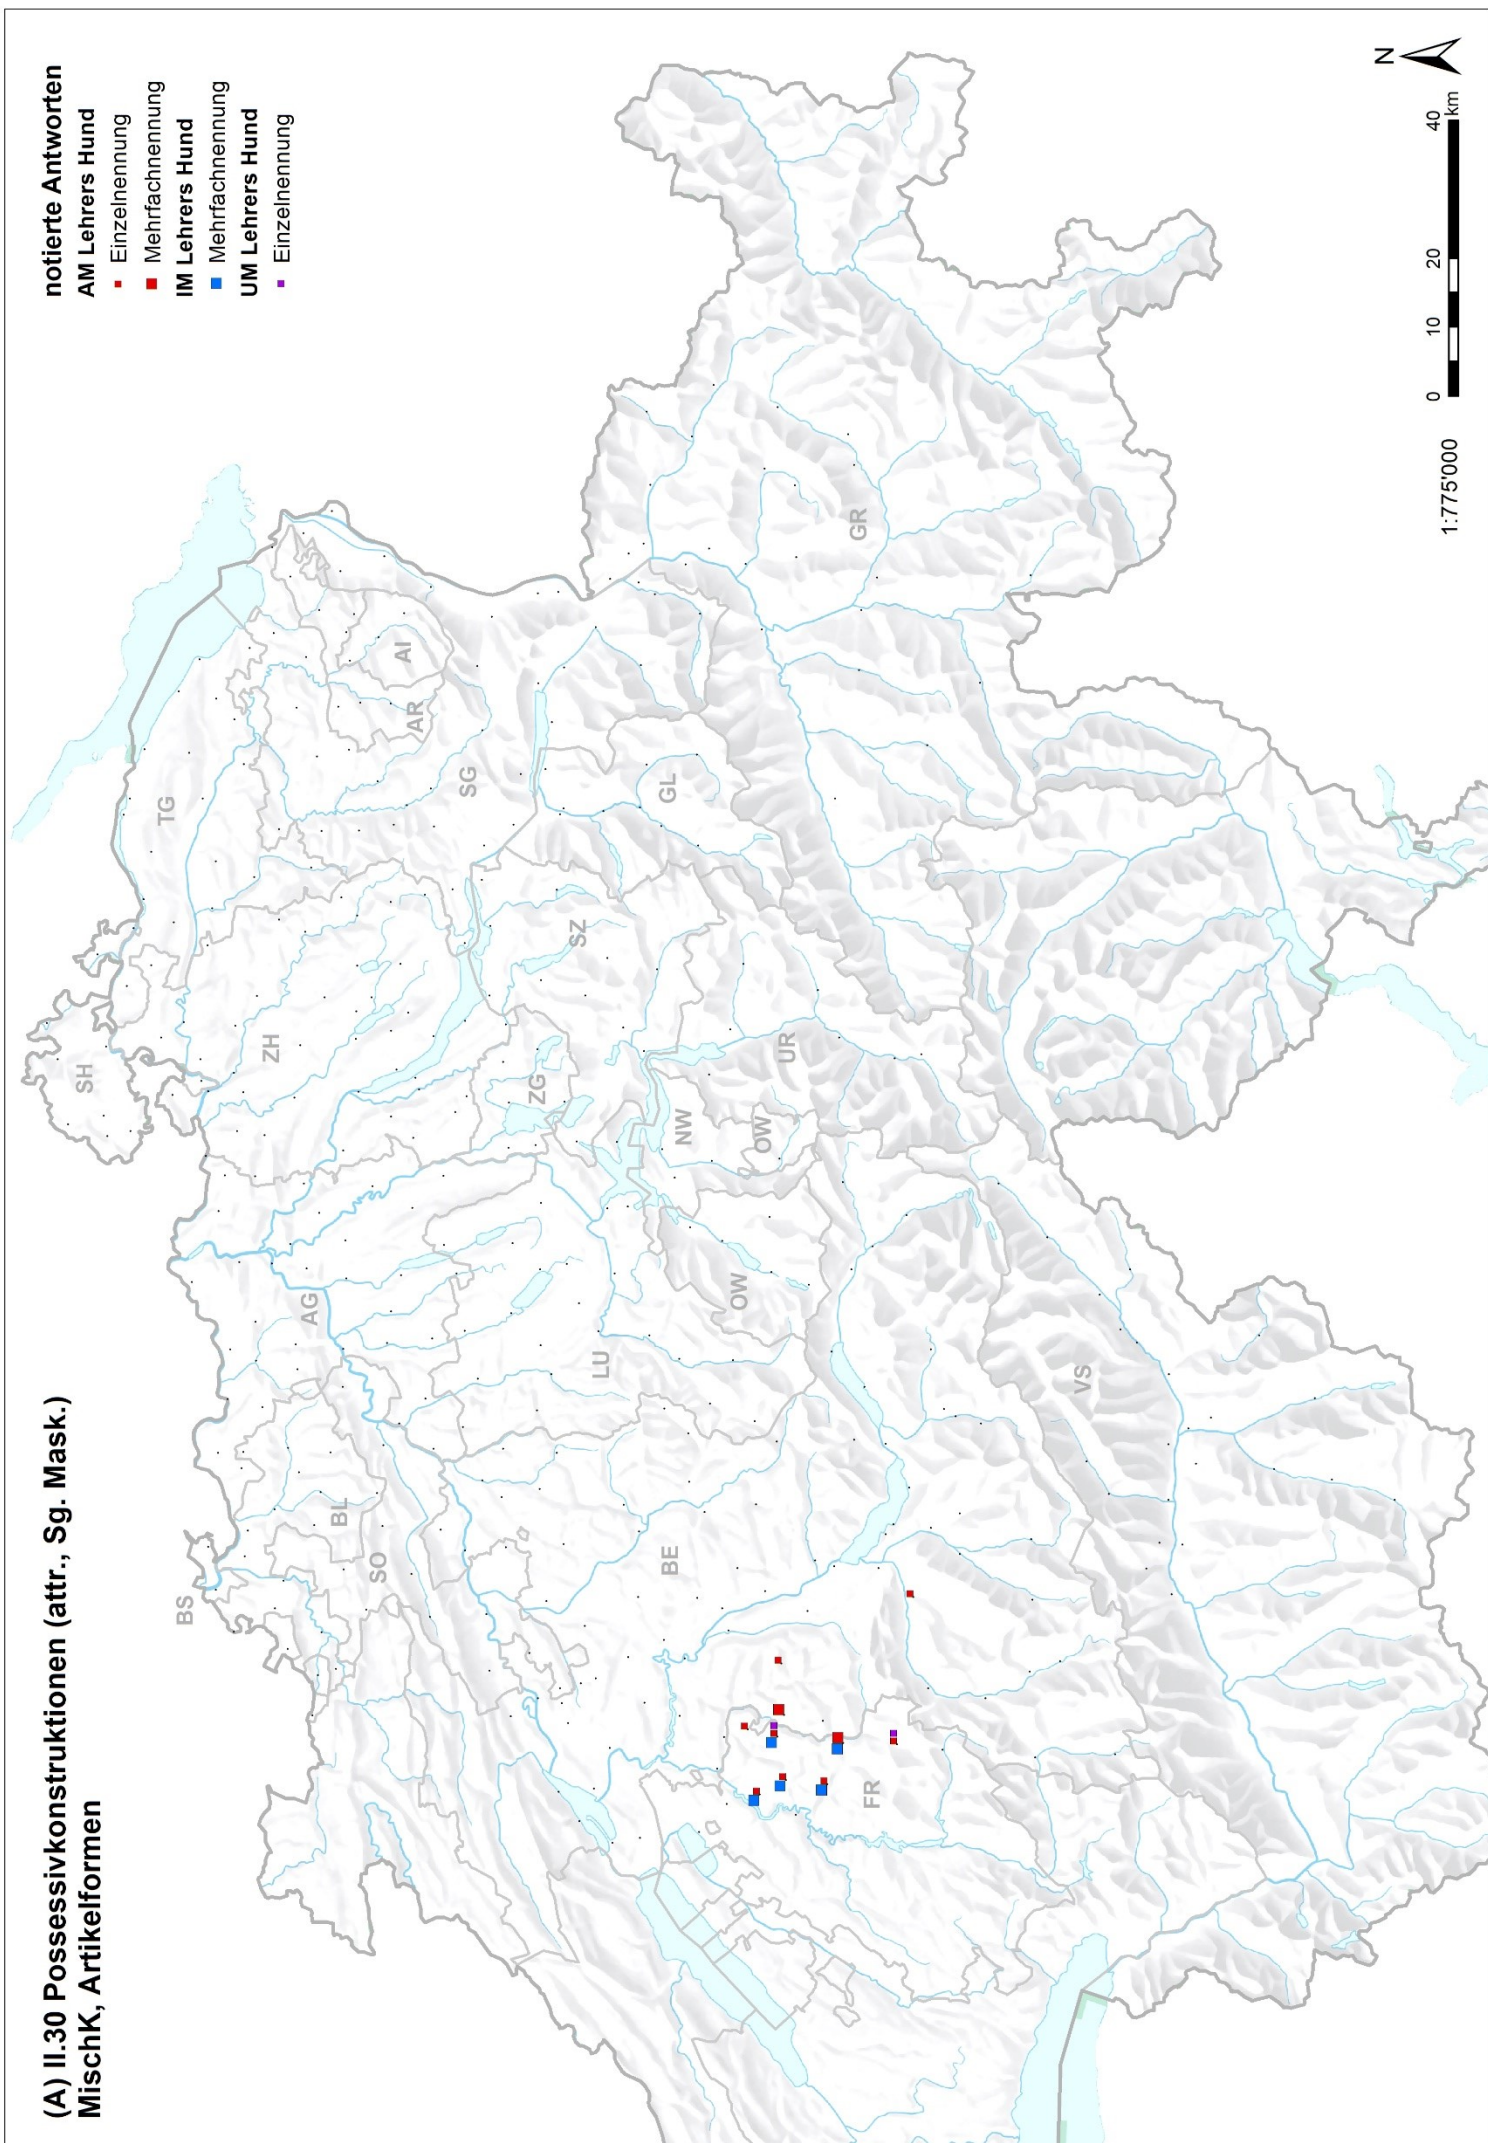 (A) II.30 Possessivkonstruktionen (attr., Sg. Mask.)
MischK, Artikelformen
notierte Antworten
AM Lehrers Hund
Einzelnennung
Mehrfachnennung
IM Lehrers Hund
Mehrfachnennung
UM Lehrers Hund
Einzelnennung
SH
BS
TG
ZH
AG
BL
SO
AI
AR
SG
ZG
SZ
GL
LU
BE
NW
OW
OW
UR
GR
FR
VS
N
1:775'000
0
10
20
40
km